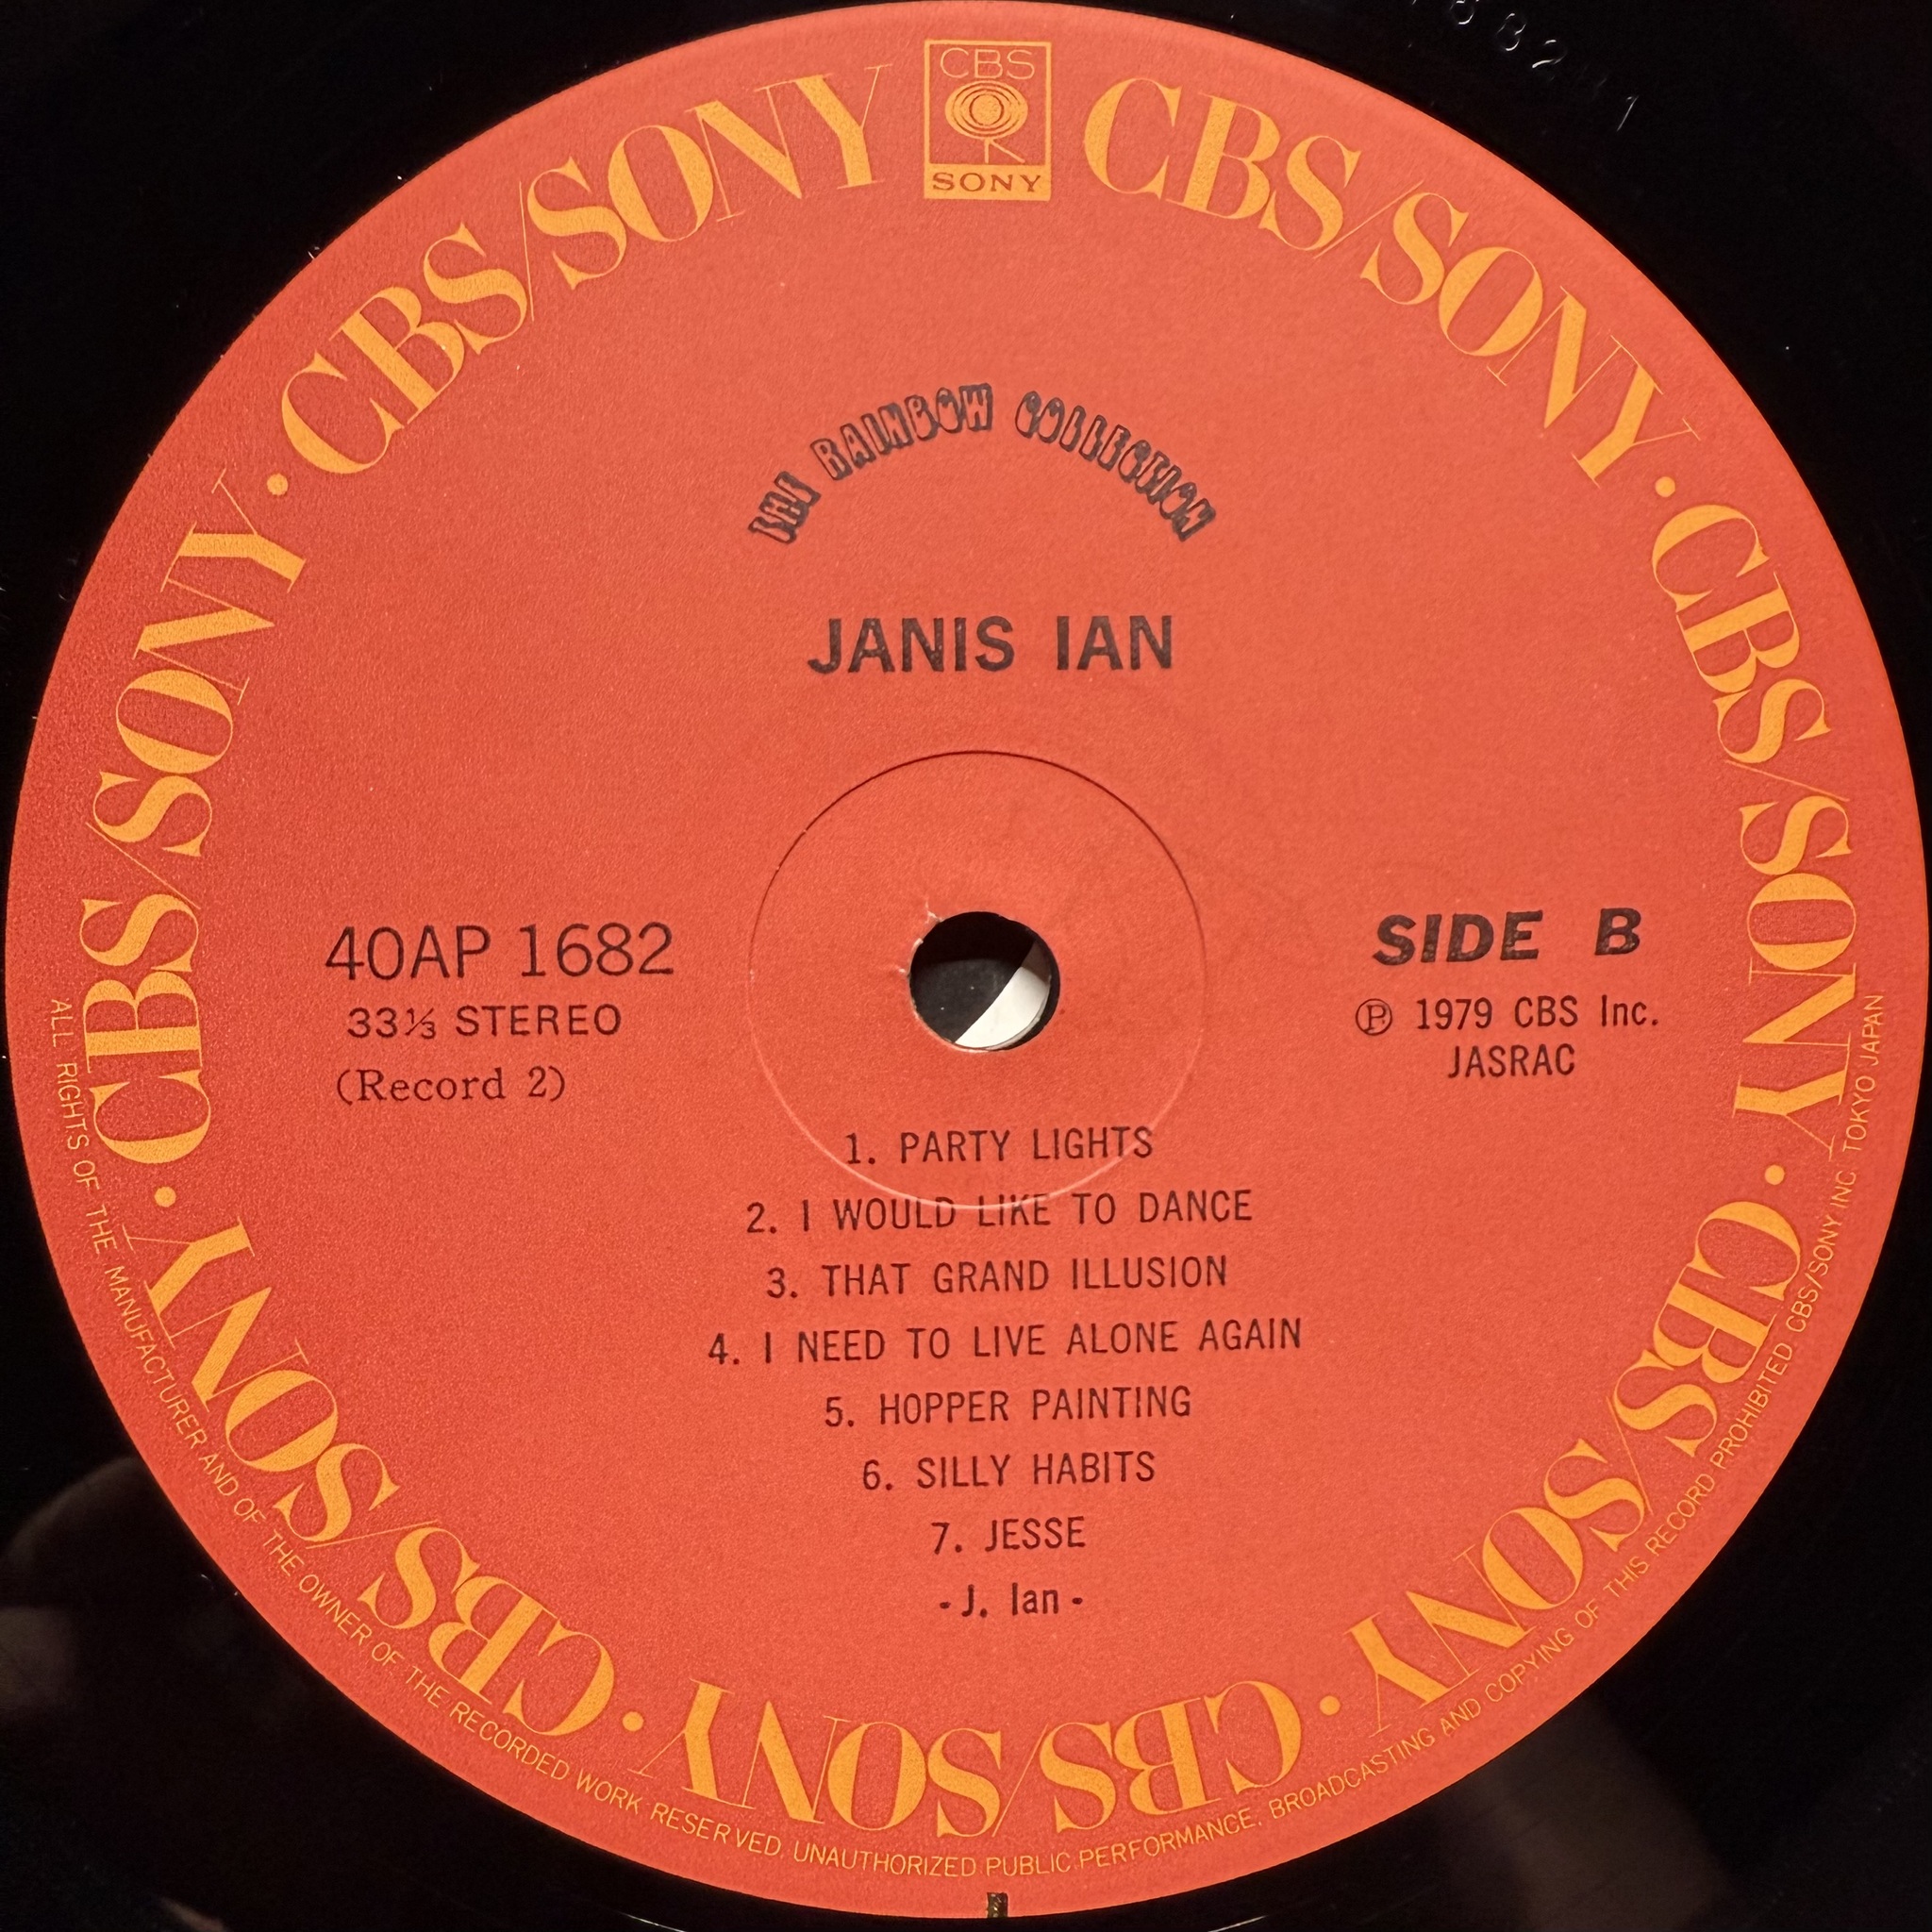 CBS
SONY
CBS/SONY · CBS/SONY · CBS/SONY · CBS/SONY · CBS/SONY · CBS/SONY · CBS/SONY · CBS/SONY
THE RAINBOW COLLECTION
JANIS IAN
40AP 1682
33⅓ STEREO
(Record 2)
SIDE B
Ⓟ 1979 CBS Inc.
JASRAC
1. PARTY LIGHTS
2. I WOULD LIKE TO DANCE
3. THAT GRAND ILLUSION
4. I NEED TO LIVE ALONE AGAIN
5. HOPPER PAINTING
6. SILLY HABITS
7. JESSE
- J. Ian -
ALL RIGHTS OF THE MANUFACTURER AND OF THE OWNER OF THE RECORDED WORK RESERVED. UNAUTHORIZED PUBLIC PERFORMANCE, BROADCASTING AND COPYING OF THIS RECORD PROHIBITED. CBS/SONY INC. TOKYO JAPAN